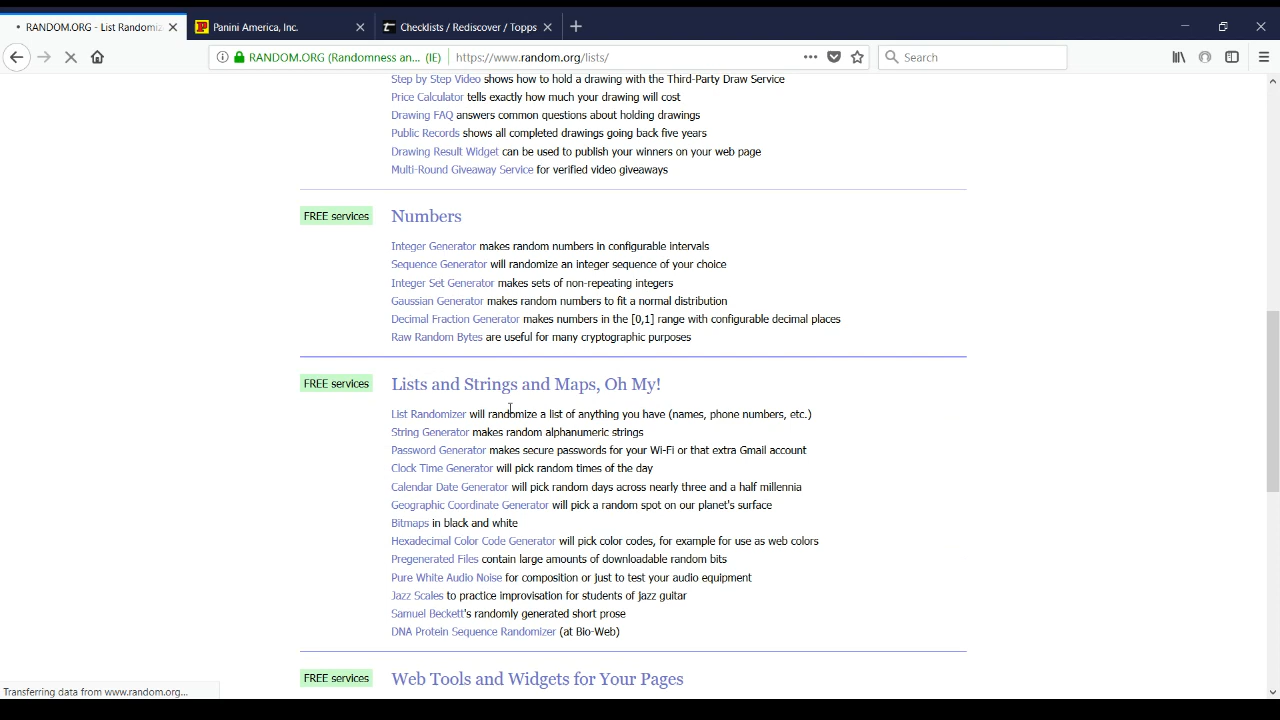 RANDOM.ORG - List Randomiz
Panini America, Inc.
Checklists / Rediscover / Topps
RANDOM.ORG (Randomness an... (IE)
https://www.random.org/lists/
Search
Step by Step Video shows how to hold a drawing with the Third-Party Draw Service
Price Calculator tells exactly how much your drawing will cost
Drawing FAQ answers common questions about holding drawings
Public Records shows all completed drawings going back five years
Drawing Result Widget can be used to publish your winners on your web page
Multi-Round Giveaway Service for verified video giveaways
FREE services
Numbers
Integer Generator makes random numbers in configurable intervals
Sequence Generator will randomize an integer sequence of your choice
Integer Set Generator makes sets of non-repeating integers
Gaussian Generator makes random numbers to fit a normal distribution
Decimal Fraction Generator makes numbers in the [0,1] range with configurable decimal places
Raw Random Bytes are useful for many cryptographic purposes
FREE services
Lists and Strings and Maps, Oh My!
List Randomizer will randomize a list of anything you have (names, phone numbers, etc.)
String Generator makes random alphanumeric strings
Password Generator makes secure passwords for your Wi-Fi or that extra Gmail account
Clock Time Generator will pick random times of the day
Calendar Date Generator will pick random days across nearly three and a half millennia
Geographic Coordinate Generator will pick a random spot on our planet's surface
Bitmaps in black and white
Hexadecimal Color Code Generator will pick color codes, for example for use as web colors
Pregenerated Files contain large amounts of downloadable random bits
Pure White Audio Noise for composition or just to test your audio equipment
Jazz Scales to practice improvisation for students of jazz guitar
Samuel Beckett's randomly generated short prose
DNA Protein Sequence Randomizer (at Bio-Web)
FREE services
Web Tools and Widgets for Your Pages
Transferring data from www.random.org...